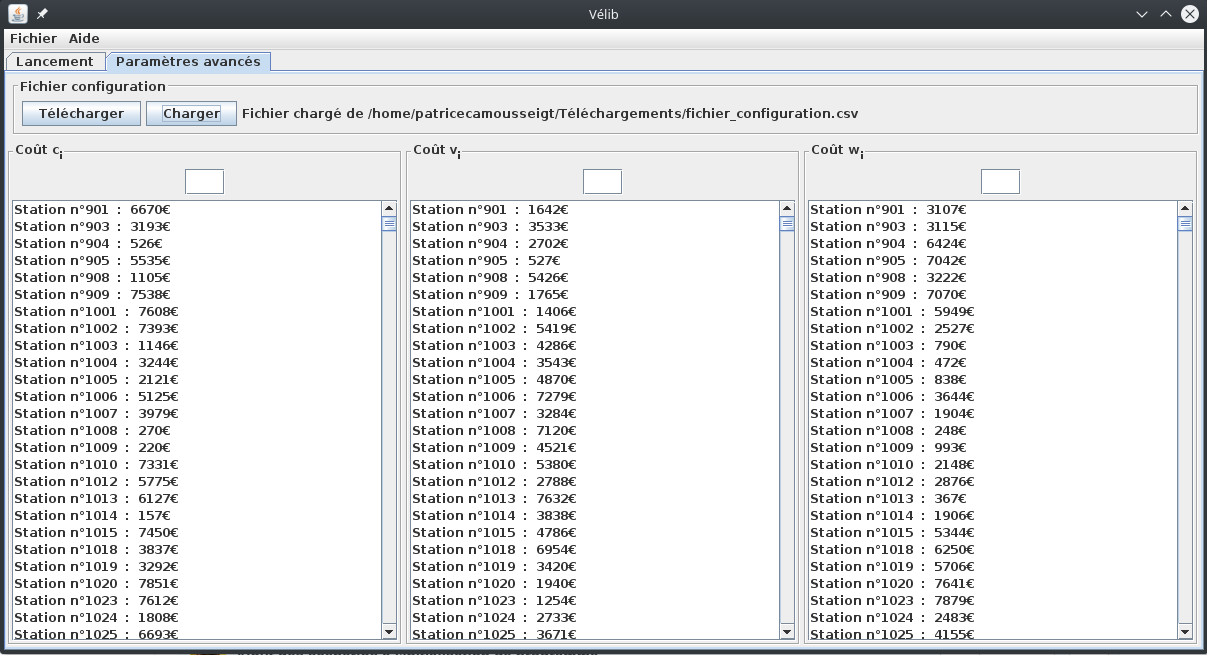 Vélib
Fichier Aide
Lancement Paramètres avancés
Fichier configuration
Télécharger Charger Fichier chargé de /home/patricecamousseigt/Téléchargements/fichier_configuration.csv
Coût ci
Station n°901 : 6670€
Station n°903 : 3193€
Station n°904 : 526€
Station n°905 : 5535€
Station n°908 : 1105€
Station n°909 : 7538€
Station n°1001 : 7608€
Station n°1002 : 7393€
Station n°1003 : 1146€
Station n°1004 : 3244€
Station n°1005 : 2121€
Station n°1006 : 5125€
Station n°1007 : 3979€
Station n°1008 : 270€
Station n°1009 : 220€
Station n°1010 : 7331€
Station n°1012 : 5775€
Station n°1013 : 6127€
Station n°1014 : 157€
Station n°1015 : 7450€
Station n°1018 : 3837€
Station n°1019 : 3292€
Station n°1020 : 7851€
Station n°1023 : 7612€
Station n°1024 : 1808€
Station n°1025 : 6693€
Coût vi
Station n°901 : 1642€
Station n°903 : 3533€
Station n°904 : 2702€
Station n°905 : 527€
Station n°908 : 5426€
Station n°909 : 1765€
Station n°1001 : 1406€
Station n°1002 : 5419€
Station n°1003 : 4286€
Station n°1004 : 3543€
Station n°1005 : 4870€
Station n°1006 : 7279€
Station n°1007 : 3284€
Station n°1008 : 7120€
Station n°1009 : 4521€
Station n°1010 : 5380€
Station n°1012 : 2788€
Station n°1013 : 7632€
Station n°1014 : 3838€
Station n°1015 : 4786€
Station n°1018 : 6954€
Station n°1019 : 3420€
Station n°1020 : 1940€
Station n°1023 : 1254€
Station n°1024 : 2733€
Station n°1025 : 3671€
Coût wi
Station n°901 : 3107€
Station n°903 : 3115€
Station n°904 : 6424€
Station n°905 : 7042€
Station n°908 : 3222€
Station n°909 : 7070€
Station n°1001 : 5949€
Station n°1002 : 2527€
Station n°1003 : 790€
Station n°1004 : 472€
Station n°1005 : 838€
Station n°1006 : 3644€
Station n°1007 : 1904€
Station n°1008 : 248€
Station n°1009 : 993€
Station n°1010 : 2148€
Station n°1012 : 2876€
Station n°1013 : 367€
Station n°1014 : 1906€
Station n°1015 : 5344€
Station n°1018 : 6250€
Station n°1019 : 5706€
Station n°1020 : 7641€
Station n°1023 : 7879€
Station n°1024 : 2483€
Station n°1025 : 4155€